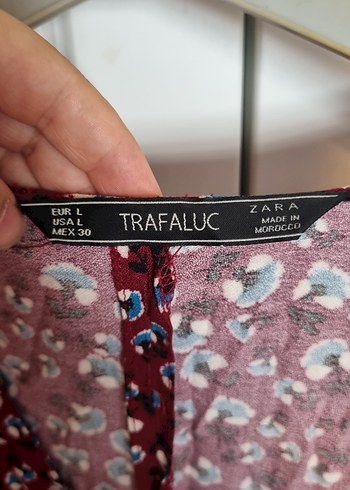 EUR L
USA L
MEX 30
TRAFALUC
ZARA
MADE IN
MOROCCO